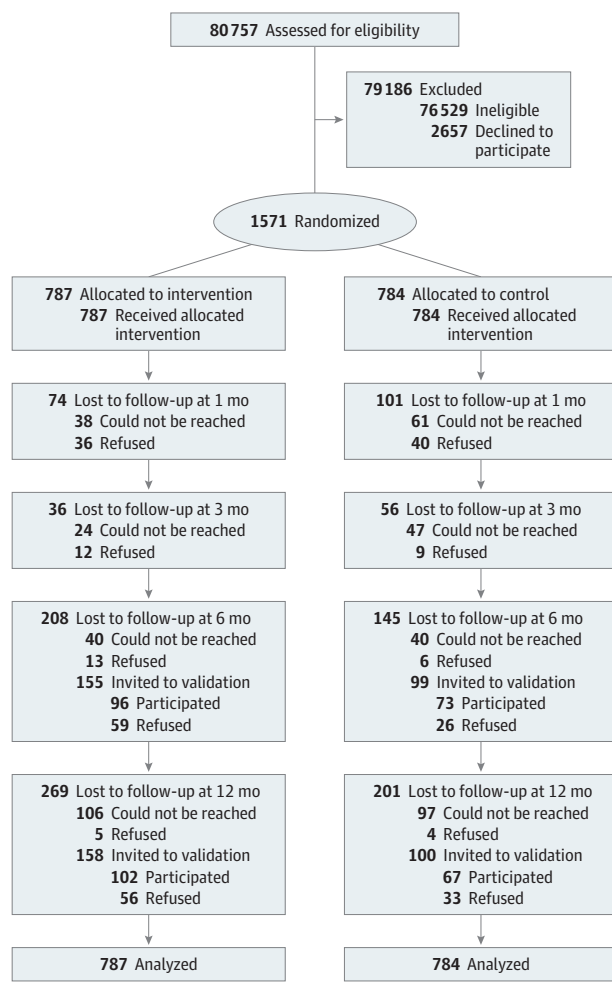 80757 Assessed for eligibility
79186 Excluded
76529 Ineligible
2657 Declined to
participate
1571 Randomized
787 Allocated to intervention
787 Received allocated
intervention
784 Allocated to control
784 Received allocated
intervention
74 Lost to follow-up at 1 mo
38 Could not be reached
36 Refused
101 Lost to follow-up at 1 mo
61 Could not be reached
40 Refused
36 Lost to follow-up at 3 mo
24 Could not be reached
12 Refused
56 Lost to follow-up at 3 mo
47 Could not be reached
9 Refused
208 Lost to follow-up at 6 mo
40 Could not be reached
13 Refused
155 Invited to validation
96 Participated
59 Refused
145 Lost to follow-up at 6 mo
40 Could not be reached
6 Refused
99 Invited to validation
73 Participated
26 Refused
269 Lost to follow-up at 12 mo
106 Could not be reached
5 Refused
158 Invited to validation
102 Participated
56 Refused
201 Lost to follow-up at 12 mo
97 Could not be reached
4 Refused
100 Invited to validation
67 Participated
33 Refused
787 Analyzed
784 Analyzed